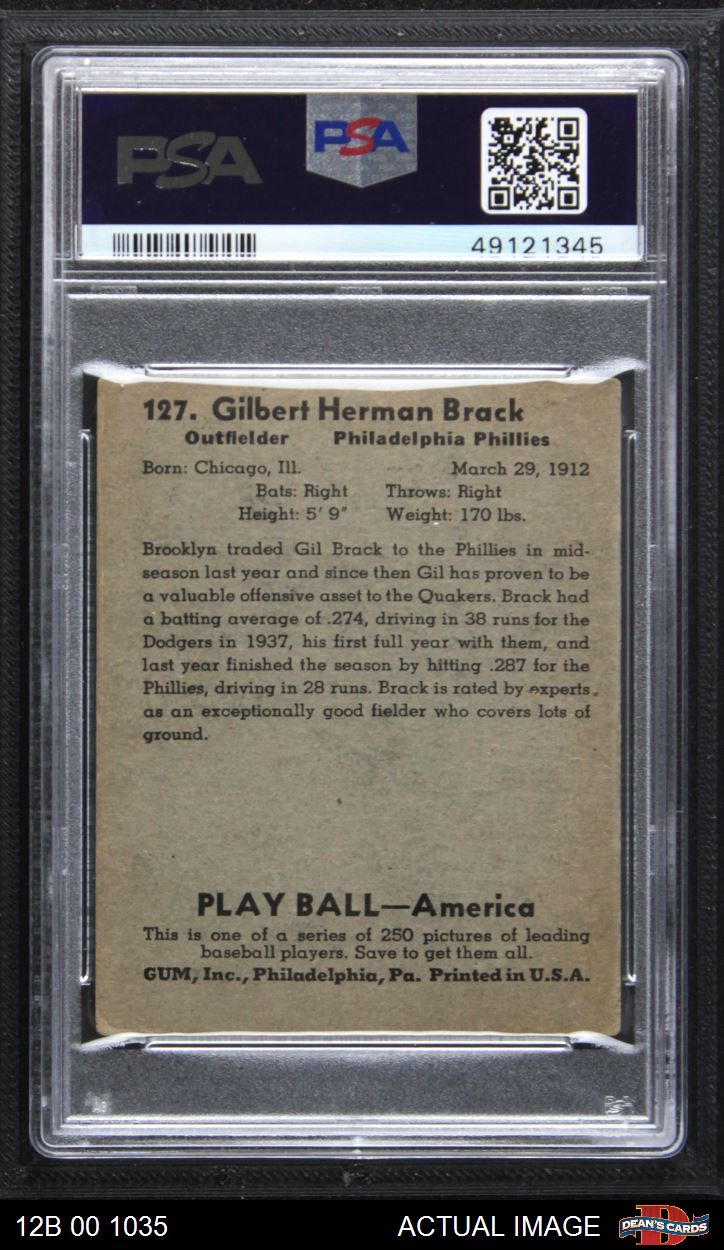 PSA
PSA
49121345
127. Gilbert Herman Brack
Outfielder Philadelphia Phillies
Born: Chicago, Ill. March 29, 1912
Bats: Right Throws: Right
Height: 5' 9" Weight: 170 lbs.
Brooklyn traded Gil Brack to the Phillies in mid-
season last year and since then Gil has proven to be
a valuable offensive asset to the Quakers. Brack had
a batting average of .274, driving in 38 runs for the
Dodgers in 1937, his first full year with them, and
last year finished the season by hitting .287 for the
Phillies, driving in 28 runs. Brack is rated by experts
as an exceptionally good fielder who covers lots of
ground.
PLAY BALL—America
This is one of a series of 250 pictures of leading
baseball players. Save to get them all.
GUM, Inc., Philadelphia, Pa. Printed in U.S.A.
12B 00 1035 ACTUAL IMAGE DEAN'S CARDS